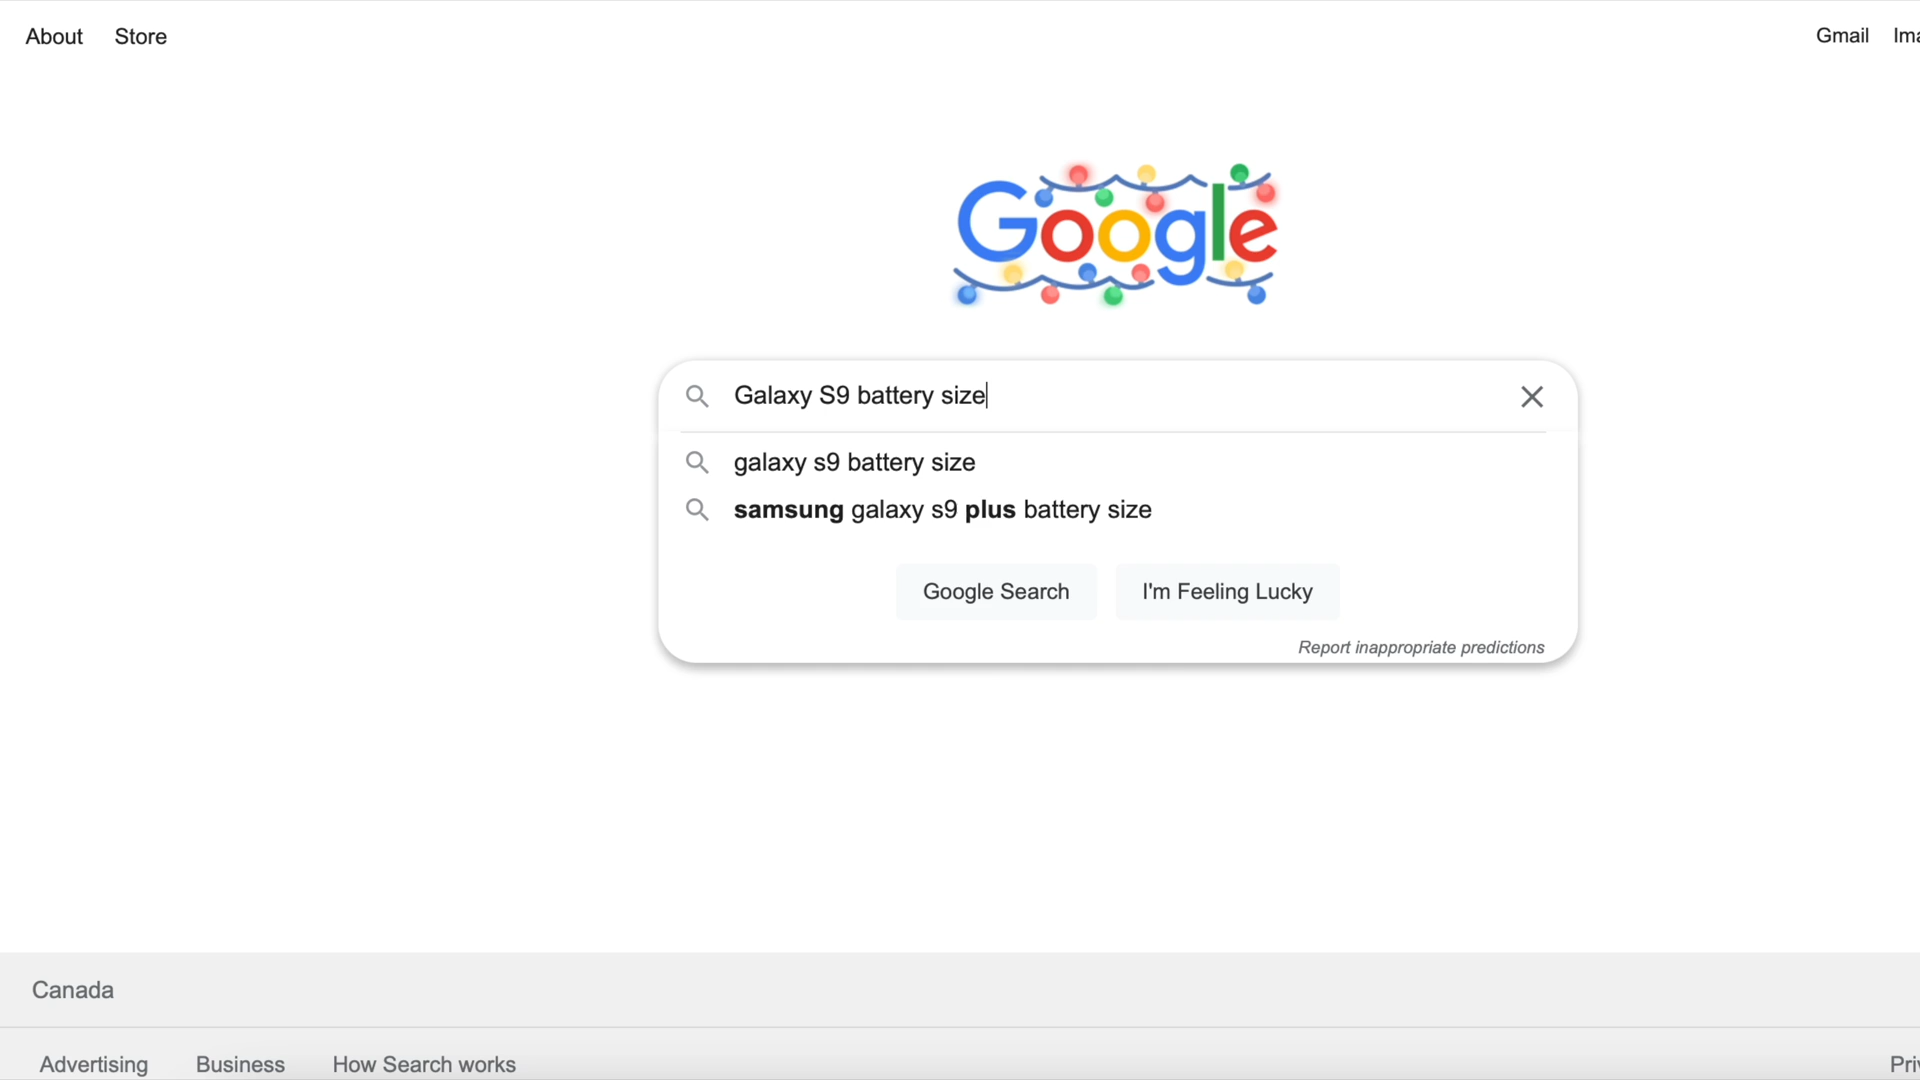 About Store Gmail
Google
Galaxy S9 battery size
galaxy s9 battery size
samsung galaxy s9 plus battery size
Google Search I'm Feeling Lucky
Report inappropriate predictions
Canada
Advertising Business How Search works